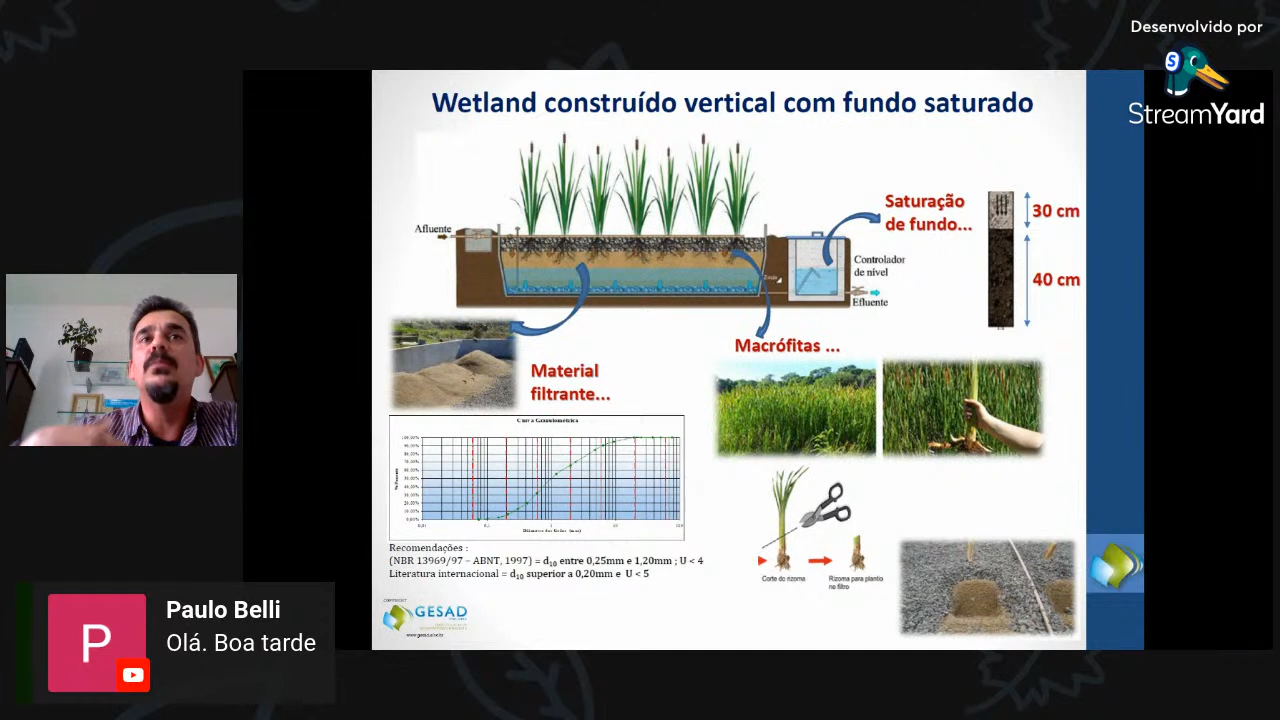 Desenvolvido por
StreamYard
Wetland construído vertical com fundo saturado
Afluente
Saturação
de fundo...
30 cm
40 cm
Controlador
de nível
Efluente
Macrófitas ...
Material
filtrante...
Curva Granulométrica
Recomendações :
(NBR 13969/97 – ABNT, 1997) = d10 entre 0,25mm e 1,20mm ; U < 4
Literatura internacional = d10 superior a 0,20mm e U < 5
Corte do rizoma
Rizoma para plantio
no filtro
GESAD
Paulo Belli
P
Olá. Boa tarde